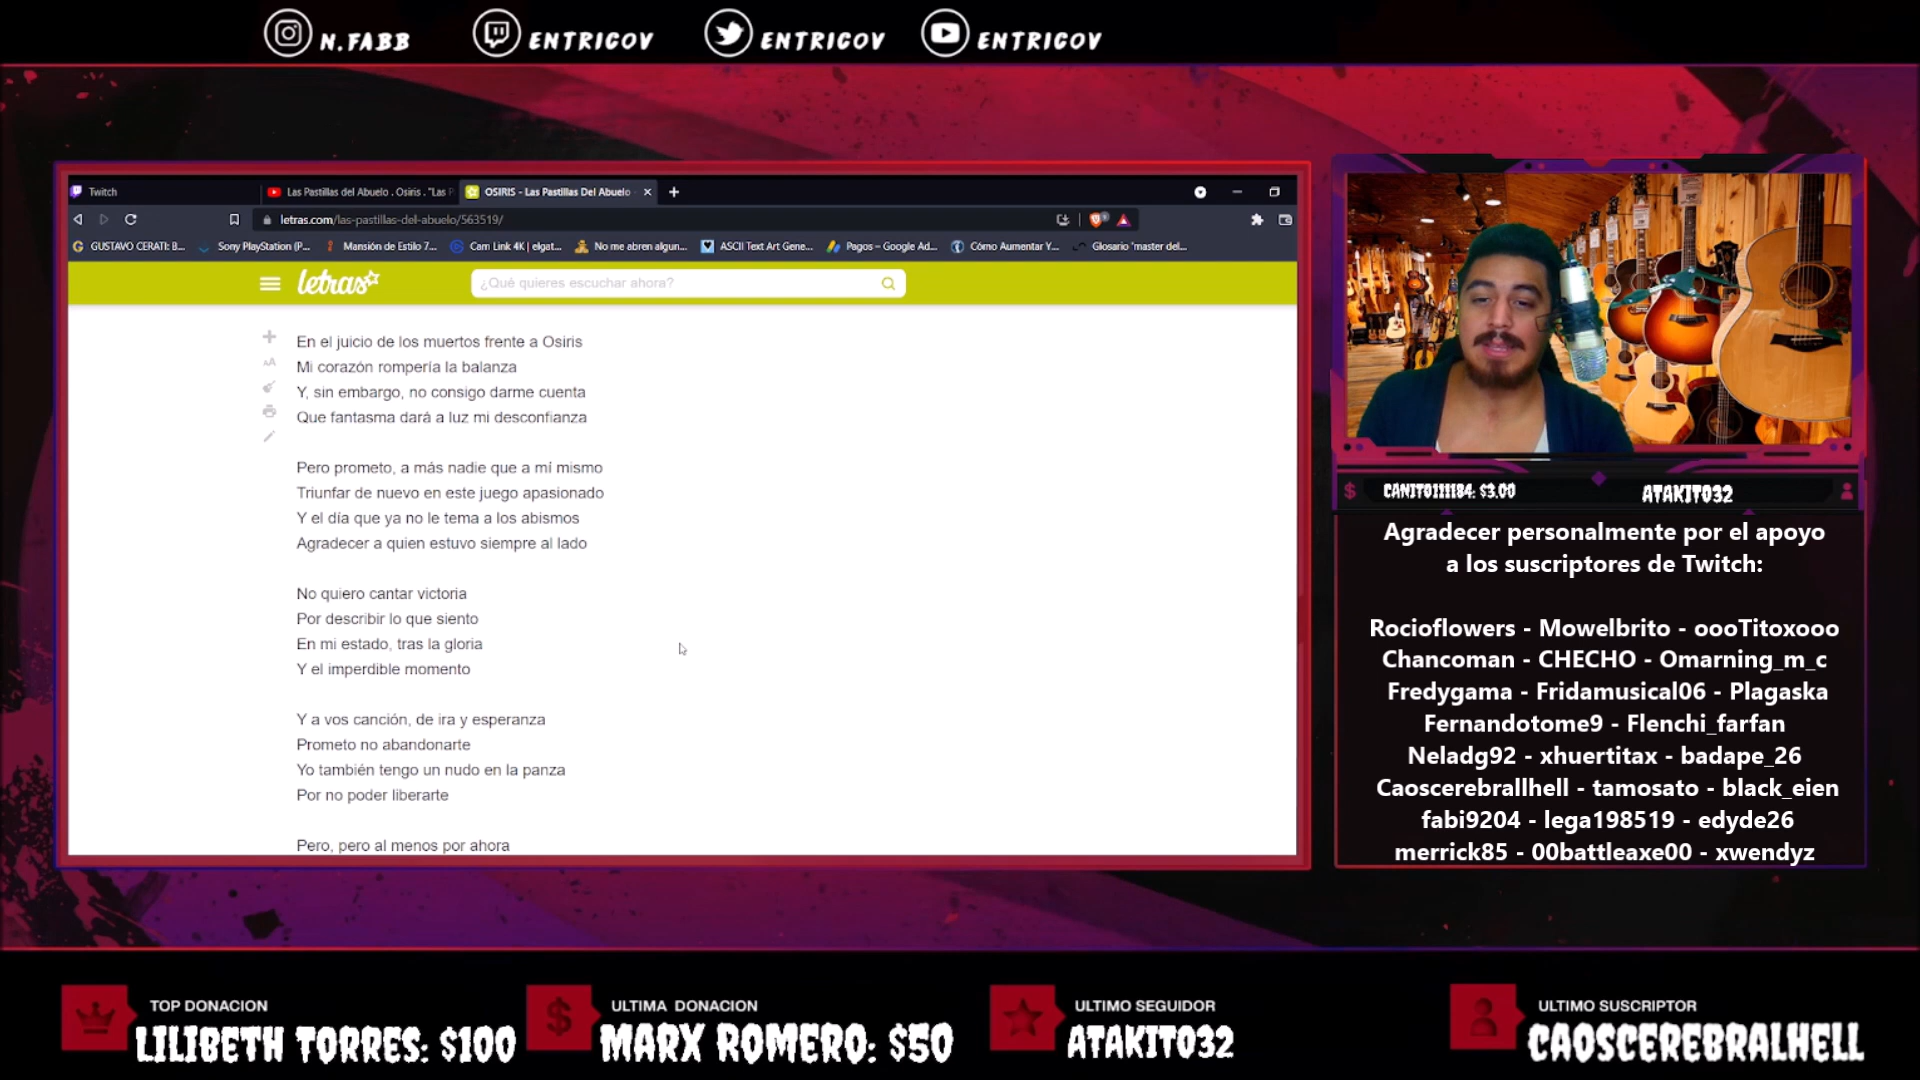 N.FABB
ENTRICOV
ENTRICOV
ENTRICOV
Twitch
Las Pastillas del Abuelo . Osiris . "Las P
OSIRIS - Las Pastillas Del Abuelo
letras.com/las-pastillas-del-abuelo/563519/
GUSTAVO CERATI: B...
Sony PlayStation (P...
Mansión de Estilo 7...
Cam Link 4K | elgat...
No me abren algun...
ASCII Text Art Gene...
Pagos – Google Ad...
Cómo Aumentar Y...
Glosario 'master del...
letras
¿Qué quieres escuchar ahora?
En el juicio de los muertos frente a Osiris
Mi corazón rompería la balanza
Y, sin embargo, no consigo darme cuenta
Que fantasma dará a luz mi desconfianza
Pero prometo, a más nadie que a mí mismo
Triunfar de nuevo en este juego apasionado
Y el día que ya no le tema a los abismos
Agradecer a quien estuvo siempre al lado
No quiero cantar victoria
Por describir lo que siento
En mi estado, tras la gloria
Y el imperdible momento
Y a vos canción, de ira y esperanza
Prometo no abandonarte
Yo también tengo un nudo en la panza
Por no poder liberarte
Pero, pero al menos por ahora
$ CANITO111184: $3.00
ATAKITO32
Agradecer personalmente por el apoyo
a los suscriptores de Twitch:
Rocioflowers - Mowelbrito - oooTitoxooo
Chancoman - CHECHO - Omarning_m_c
Fredygama - Fridamusical06 - Plagaska
Fernandotome9 - Flenchi_farfan
Neladg92 - xhuertitax - badape_26
Caoscerebrallhell - tamosato - black_eien
fabi9204 - lega198519 - edyde26
merrick85 - 00battleaxe00 - xwendyz
TOP DONACION
LILIBETH TORRES: $100
ULTIMA DONACION
MARX ROMERO: $50
ULTIMO SEGUIDOR
ATAKITO32
ULTIMO SUSCRIPTOR
CAOSCEREBRALHELL